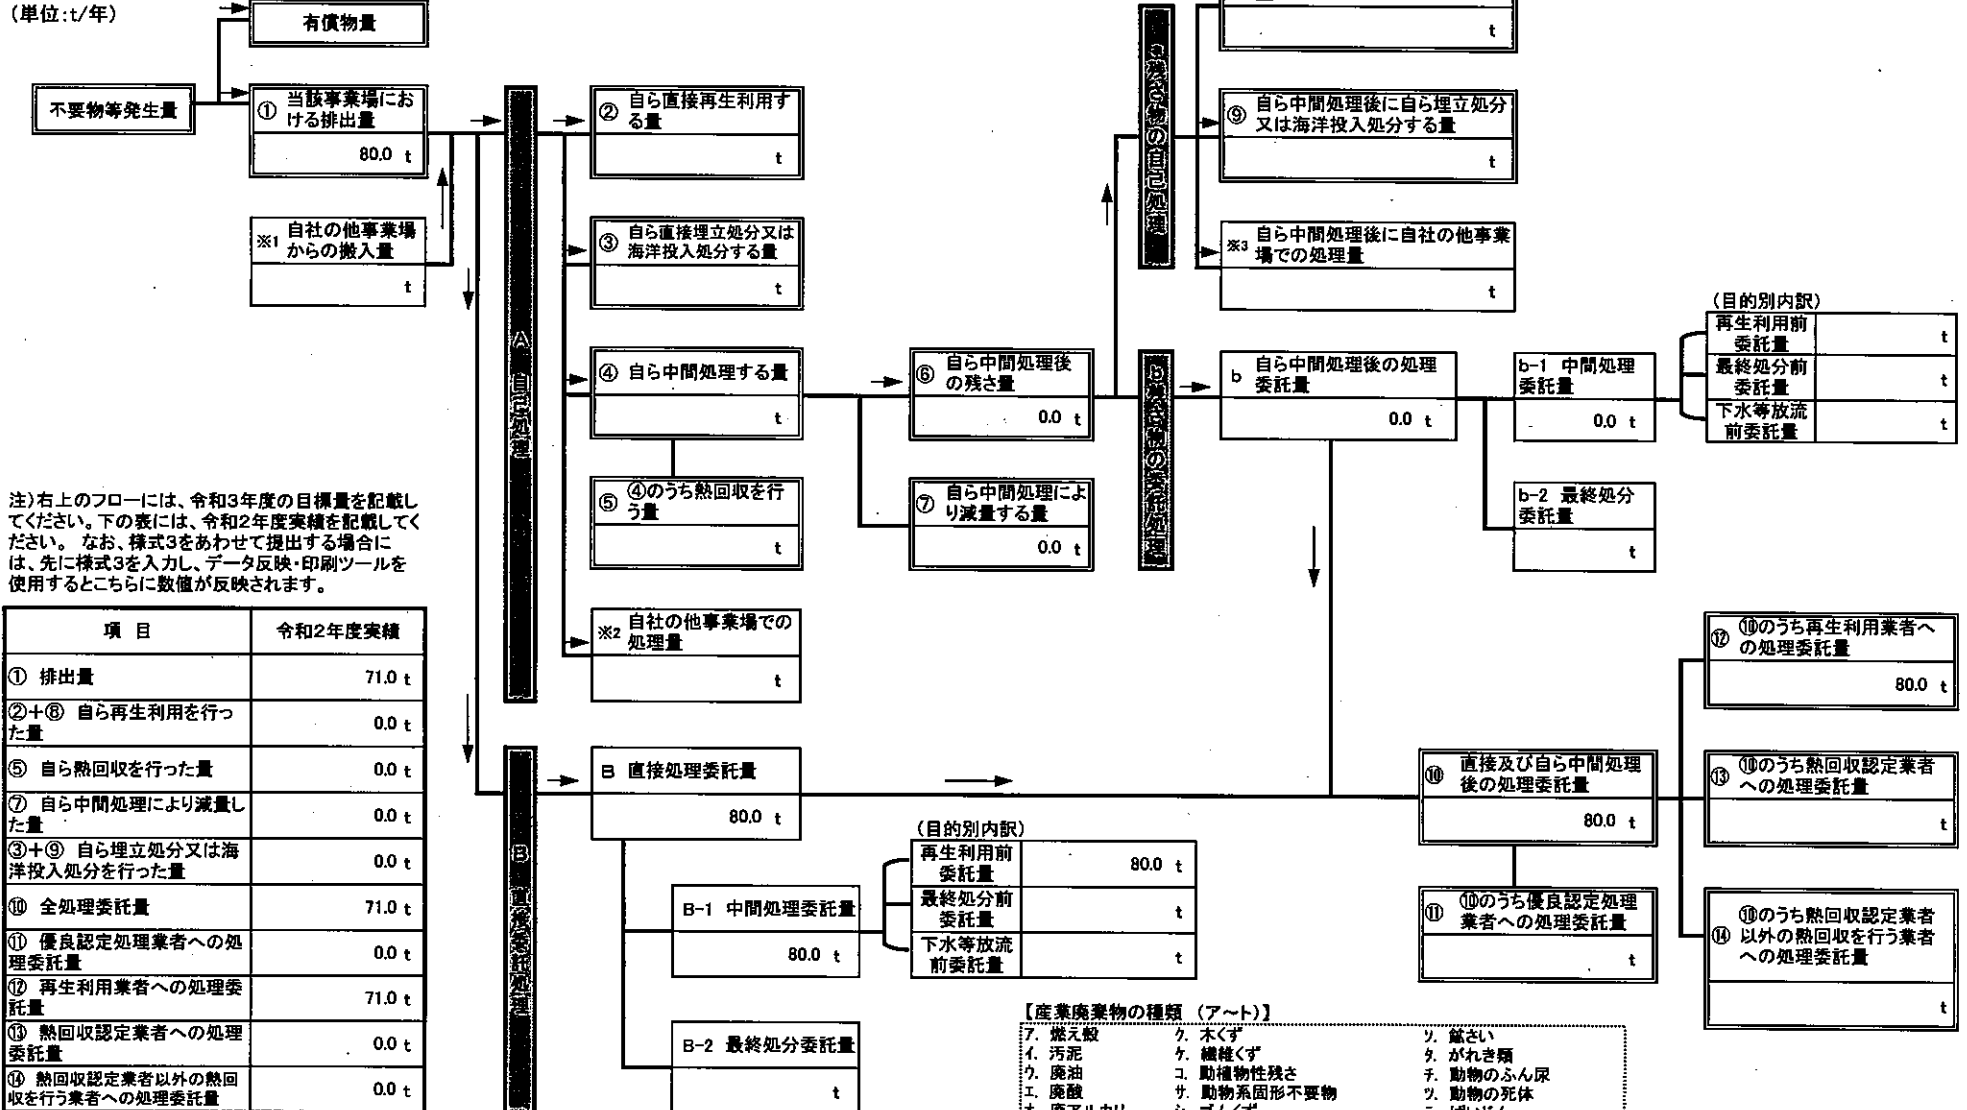 (単位:t/年)
有償物量
t
不要物等発生量
① 当該事業場にお
ける排出量
80.0 t
※1 自社の他事業場
からの搬入量
t
A 自己処理
② 自ら直接再生利用す
る量
t
③ 自ら直接埋立処分又は
海洋投入処分する量
t
④ 自ら中間処理する量
t
⑤ ④のうち熱回収を行
う量
t
※2 自社の他事業場での
処理量
t
⑥ 自ら中間処理後
の残さ量
0.0 t
⑦ 自ら中間処理によ
り減量する量
0.0 t
残さ物の自己処理
⑨ 自ら中間処理後に自ら埋立処分
又は海洋投入処分する量
t
※3 自ら中間処理後に自社の他事業
場での処理量
t
b 残さ物の委託処理
b 自ら中間処理後の処理
委託量
0.0 t
b-1 中間処理
委託量
0.0 t
b-2 最終処分
委託量
t
(目的別内訳)
再生利用前
委託量 t
最終処分前
委託量 t
下水等放流
前委託量 t
注)右上のフローには、令和3年度の目標量を記載し
てください。下の表には、令和2年度実績を記載してく
ださい。 なお、様式3をあわせて提出する場合に
は、先に様式3を入力し、データ反映・印刷ツールを
使用するとこちらに数値が反映されます。
項 目 令和2年度実績
① 排出量 71.0 t
②+⑧ 自ら再生利用を行っ
た量 0.0 t
⑤ 自ら熱回収を行った量 0.0 t
⑦ 自ら中間処理により減量し
た量 0.0 t
③+⑨ 自ら埋立処分又は海
洋投入処分を行った量 0.0 t
⑩ 全処理委託量 71.0 t
⑪ 優良認定処理業者への処
理委託量 0.0 t
⑫ 再生利用業者への処理委
託量 71.0 t
⑬ 熱回収認定業者への処理
委託量 0.0 t
⑭ 熱回収認定業者以外の熱回
収を行う業者への処理委託量 0.0 t
B 直接委託処理
B 直接処理委託量
80.0 t
B-1 中間処理委託量
80.0 t
B-2 最終処分委託量
t
(目的別内訳)
再生利用前
委託量 80.0 t
最終処分前
委託量 t
下水等放流
前委託量 t
⑩ 直接及び自ら中間処理
後の処理委託量
80.0 t
⑪ ⑩のうち優良認定処理
業者への処理委託量
t
⑫ ⑩のうち再生利用業者へ
の処理委託量
80.0 t
⑬ ⑩のうち熱回収認定業者
への処理委託量
t
⑭ ⑩のうち熱回収認定業者
以外の熱回収を行う業者
への処理委託量
t
【産業廃棄物の種類 (ア~ト)】
ア. 燃え殻 ク. 木くず ソ. 鉱さい
イ. 汚泥 ケ. 繊維くず タ. がれき類
ウ. 廃油 コ. 動植物性残さ チ. 動物のふん尿
エ. 廃酸 サ. 動物系固形不要物 ツ. 動物の死体